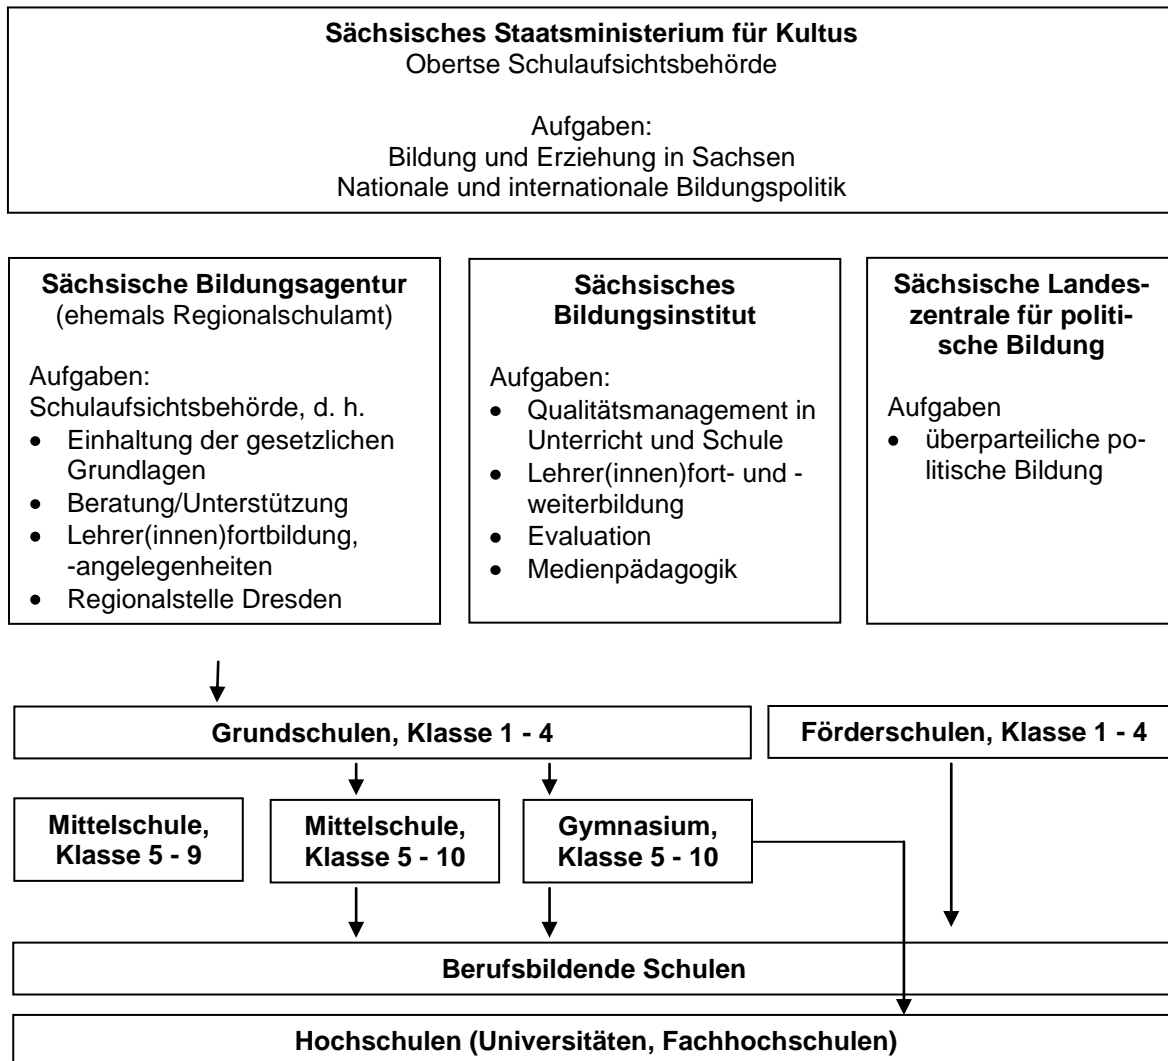 Sächsisches Staatsministerium für Kultus
Obertse Schulaufsichtsbehörde
Aufgaben:
Bildung und Erziehung in Sachsen
Nationale und internationale Bildungspolitik
Sächsische Bildungsagentur
(ehemals Regionalschulamt)
Aufgaben:
Schulaufsichtsbehörde, d. h.
• Einhaltung der gesetzlichen
Grundlagen
• Beratung/Unterstützung
• Lehrer(innen)fortbildung,
-angelegenheiten
• Regionalstelle Dresden
Sächsisches
Bildungsinstitut
Aufgaben:
• Qualitätsmanagement in
Unterricht und Schule
• Lehrer(innen)fort- und -
weiterbildung
• Evaluation
• Medienpädagogik
Sächsische Landes-
zentrale für politi-
sche Bildung
Aufgaben
• überparteiliche po-
litische Bildung
Grundschulen, Klasse 1 - 4
Förderschulen, Klasse 1 - 4
Mittelschule,
Klasse 5 - 9
Mittelschule,
Klasse 5 - 10
Gymnasium,
Klasse 5 - 10
Berufsbildende Schulen
Hochschulen (Universitäten, Fachhochschulen)